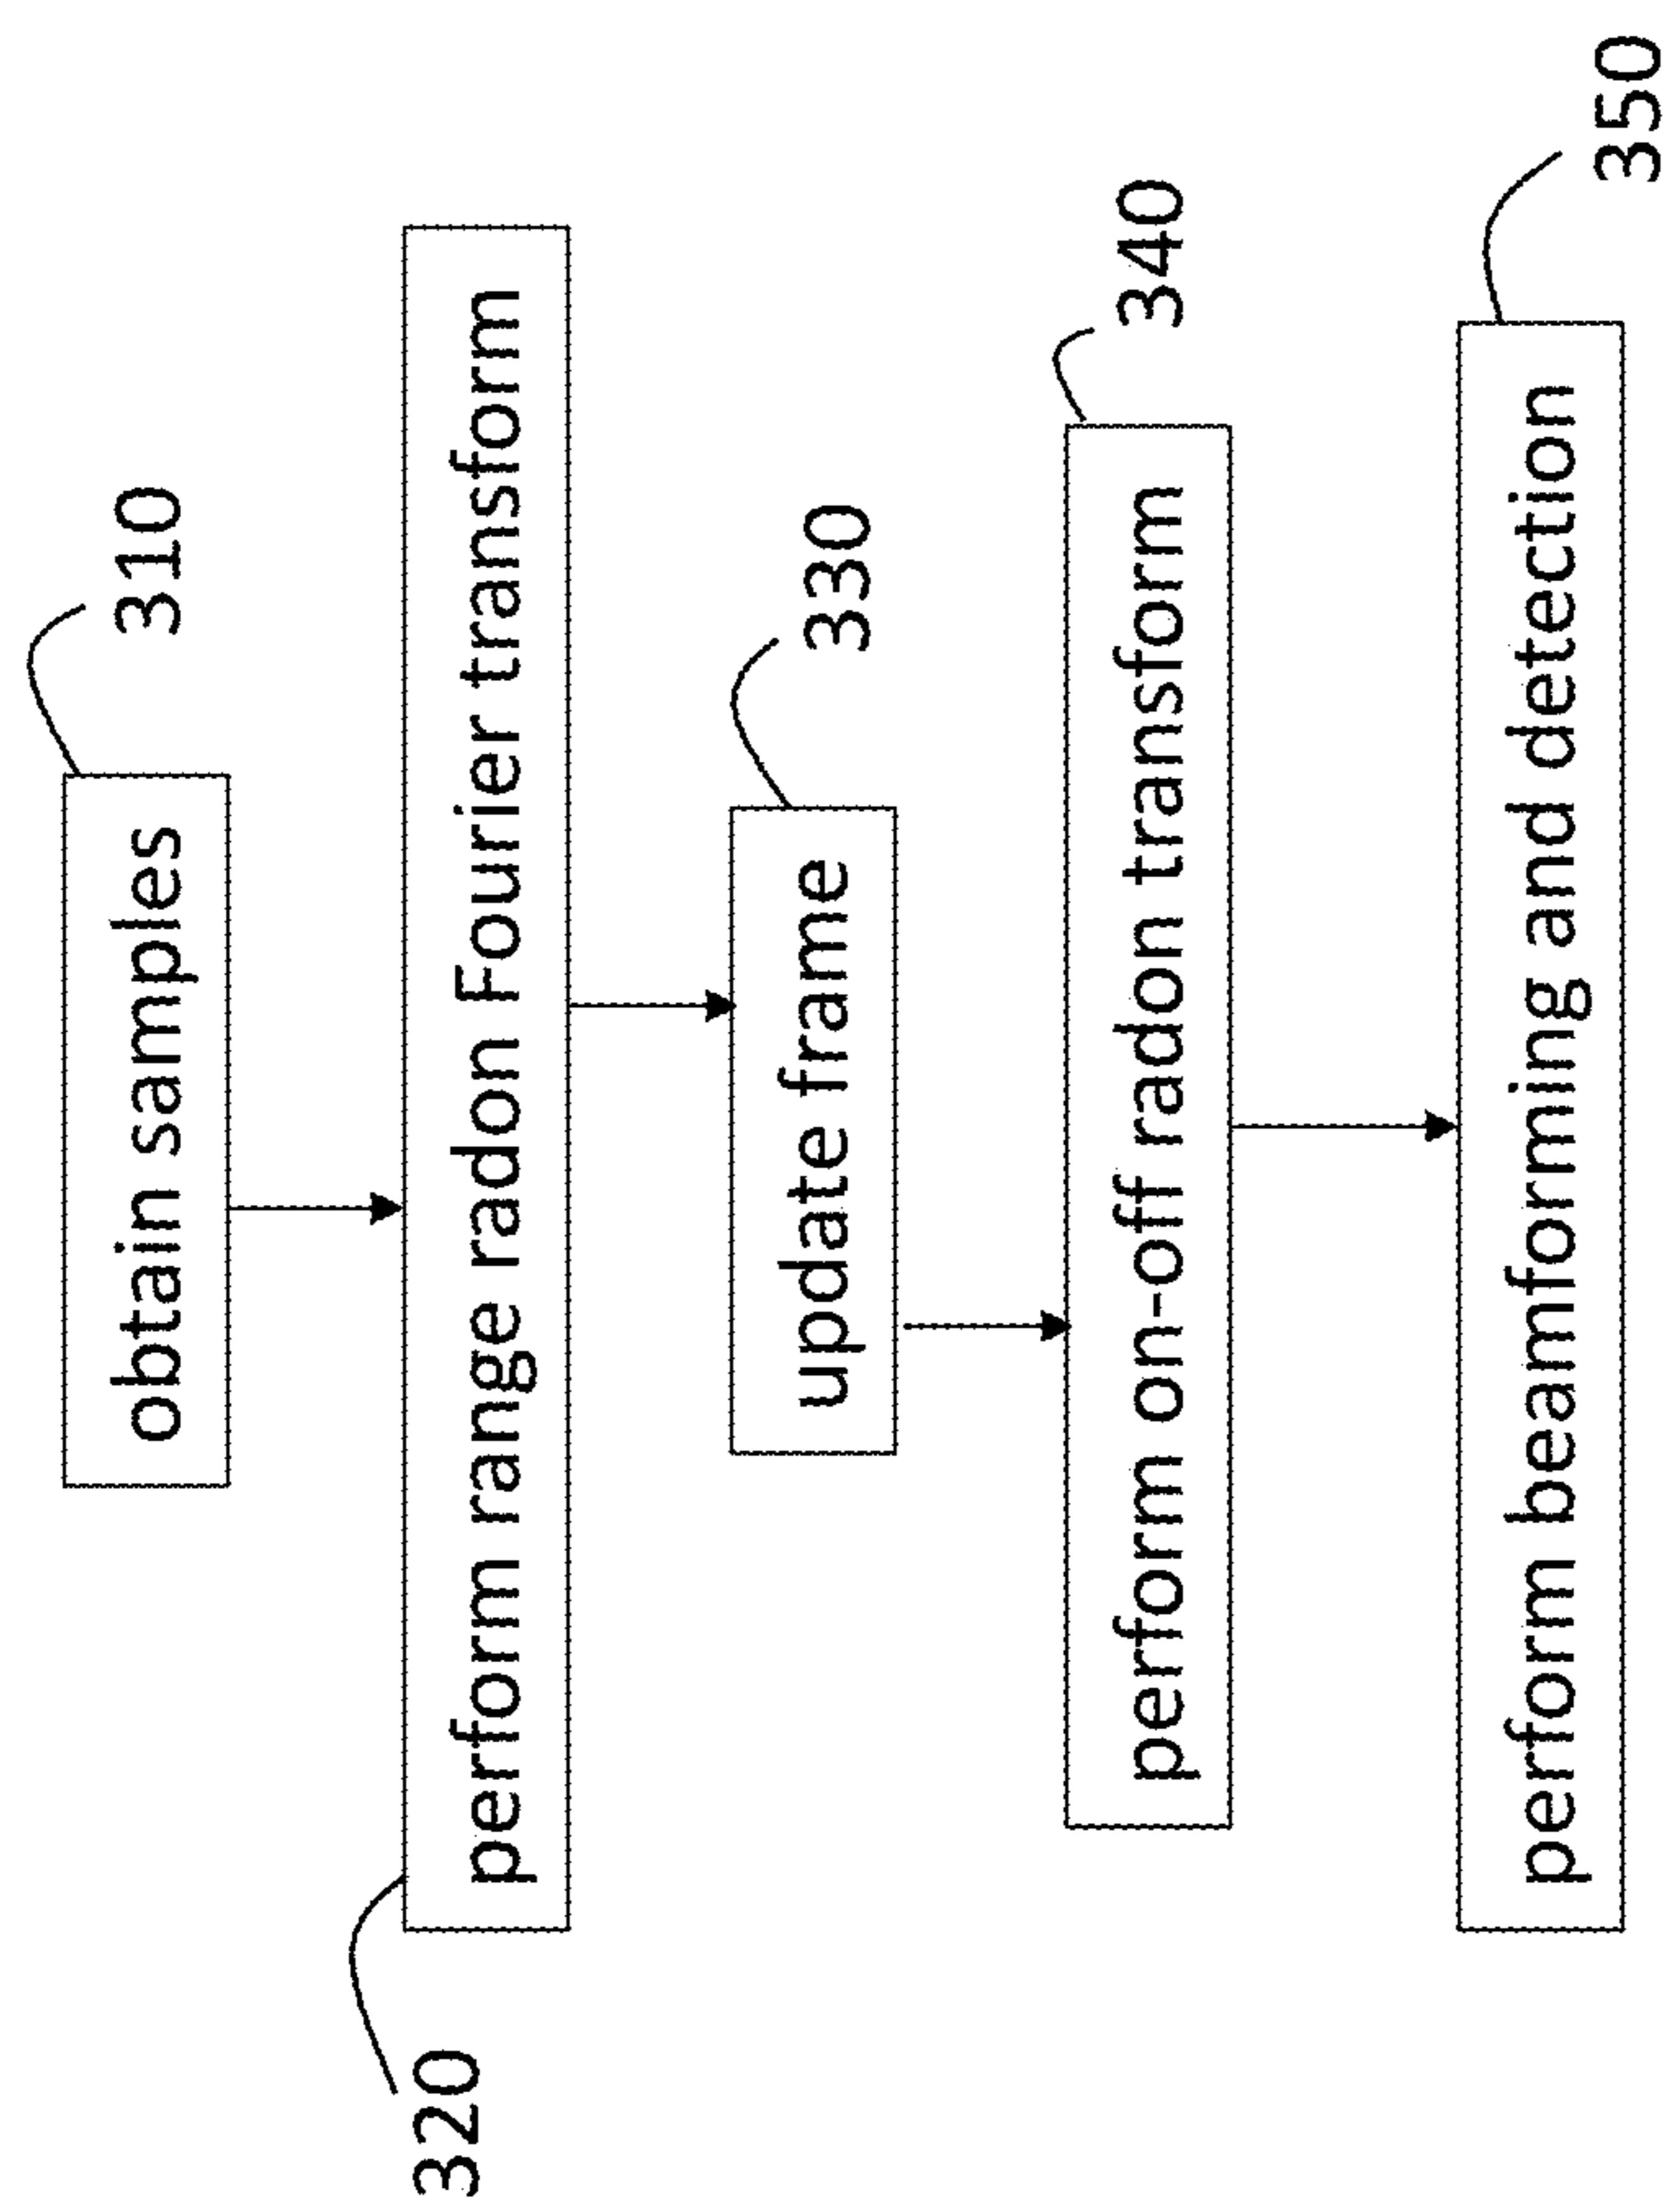 obtain samples
310
perform range radon Fourier transform
320
update frame
330
perform on-off radon transform
340
perform beamforming and detection
350